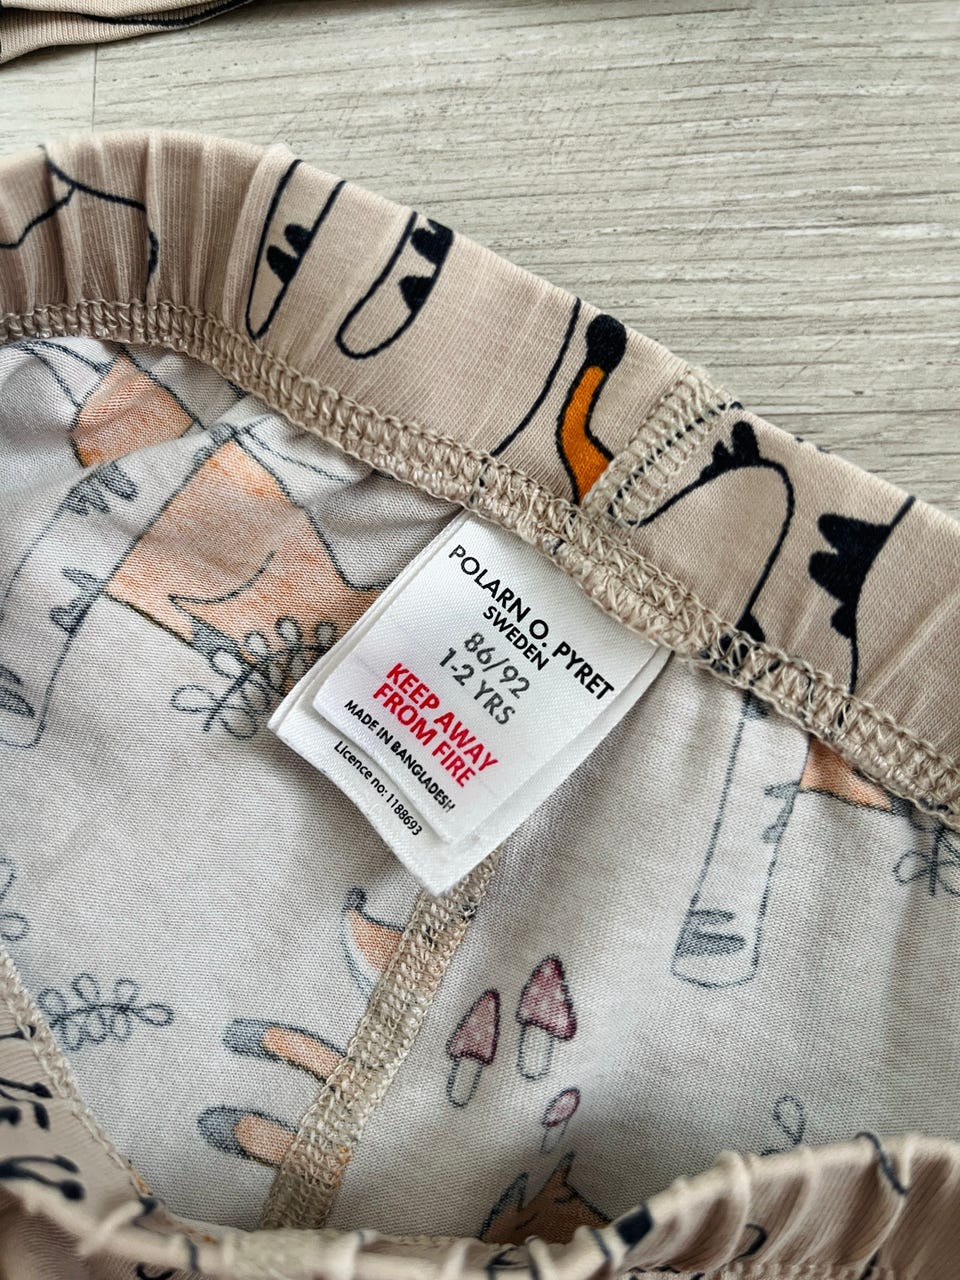 POLARN O. PYRET
SWEDEN
86/92
1-2 YRS
KEEP AWAY
FROM FIRE
MADE IN BANGLADESH
Licence no: 1188693